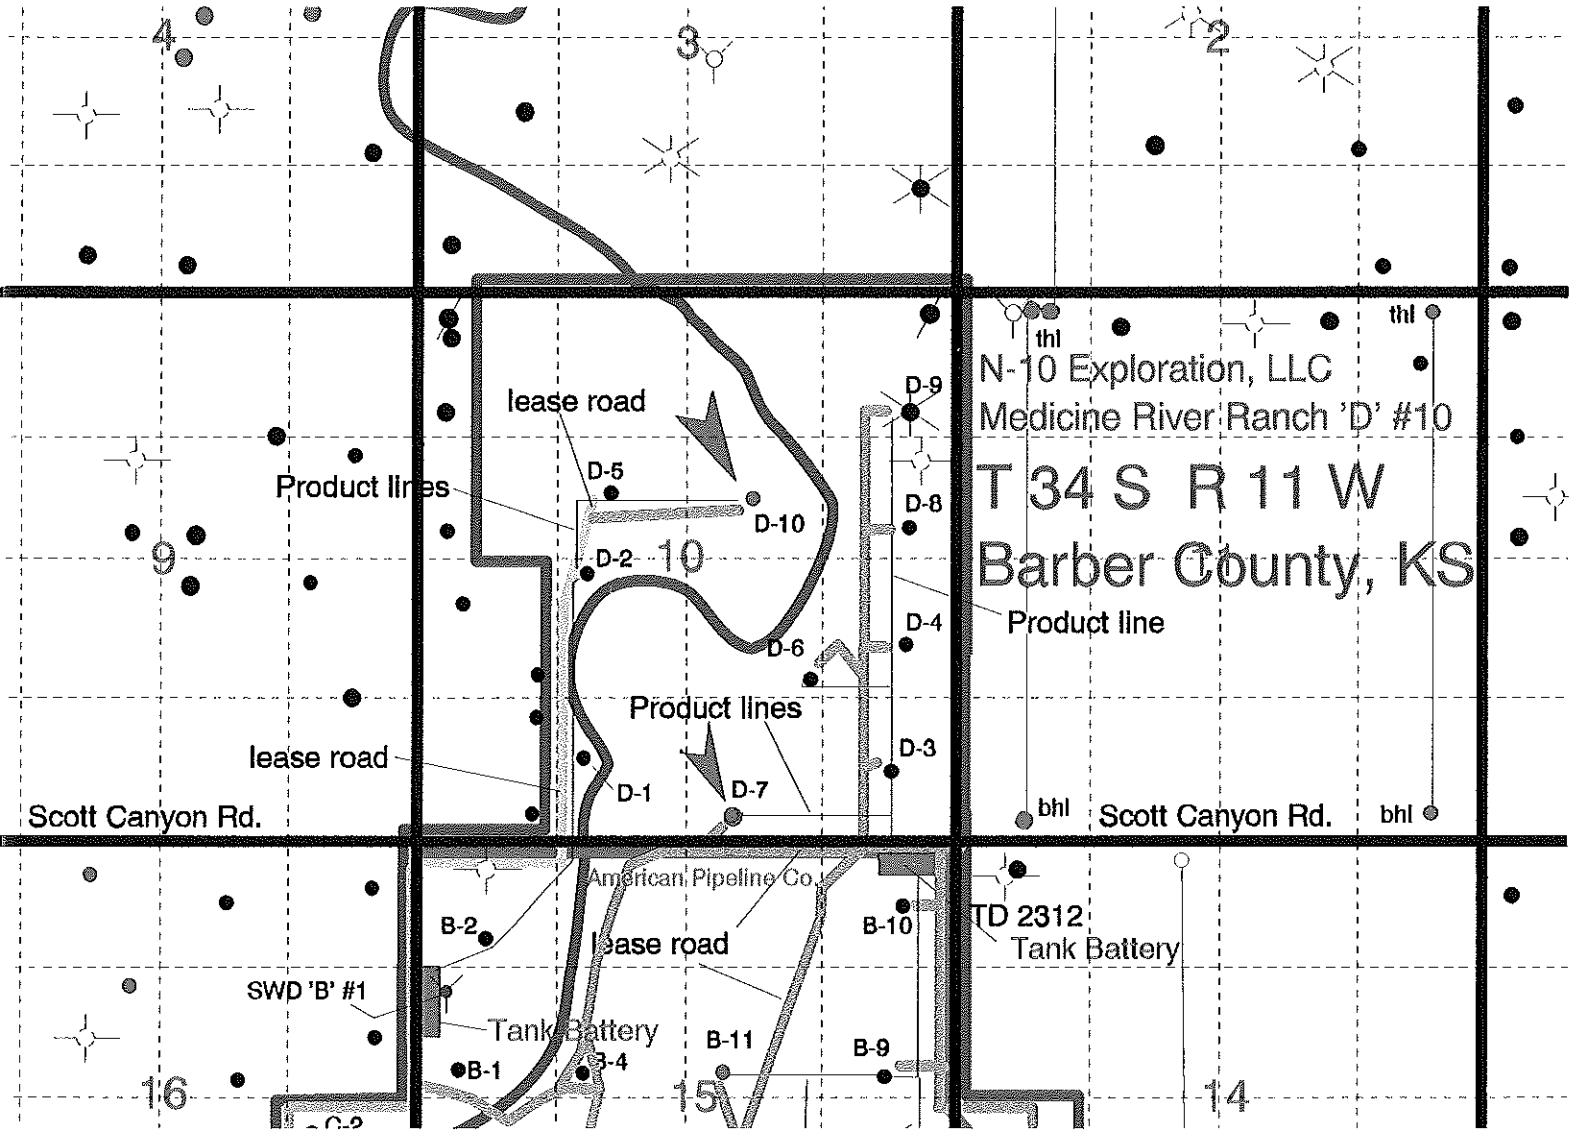 4
3
2
thl
thl
N-10 Exploration, LLC
D-9
lease road
Medicine River Ranch 'D' #10
D-5
T 34 S R 11 W
Product lines
D-8
D-10
9
D-2
10
Barber County, KS
D-4
Product line
D-6
Product lines
D-3
lease road
D-1
D-7
Scott Canyon Rd.
bhl
Scott Canyon Rd.
bhl
American Pipeline Co.
B-2
B-10
TD 2312
lease road
Tank Battery
SWD 'B' #1
Tank Battery
B-11
B-9
B-1
B-4
16
15
14
C-2